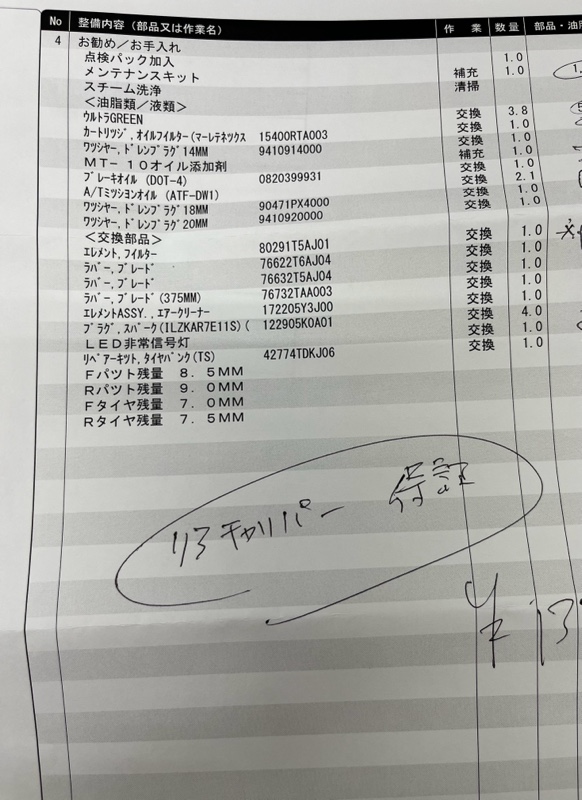 No 整備内容（部品又は作業名） 作 業 数量 部品・油脂
4 お勧め／お手入れ
点検パック加入 1.0
メンテナンスキット 補充 1.0
スチーム洗浄 清掃
＜油脂類／液類＞
ウルトラGREEN 交換 3.8
カートリツジ,オイルフイルター(マーレテネックス 15400RTA003 交換 1.0
ワツシヤー,ドレンプラグ14MM 9410914000 交換 1.0
ＭＴ－１０オイル添加剤 補充 1.0
ブレーキオイル (DOT-4) 0820399931 交換 1.0
A/Tミツシヨンオイル (ATF-DW1) 交換 2.1
ワツシヤー,ドレンプラグ18MM 90471PX4000 交換 1.0
ワツシヤー,ドレンプラグ20MM 9410920000 交換 1.0
＜交換部品＞
エレメント,フイルター 80291T5AJ01 交換 1.0
ラバー,ブレード 76622T6AJ04 交換 1.0
ラバー,ブレード 76632T5AJ04 交換 1.0
ラバー,ブレード(375MM) 76732TAA003 交換 1.0
エレメントASSY.,エアークリーナー 172205Y3J00 交換 1.0
プラグ,スパーク(ILZKAR7E11S)( 122905K0A01 交換 4.0
ＬＥＤ非常信号灯 交換 1.0
リペアーキツト,タイヤパンク(TS) 42774TDKJ06
Ｆパツト残量 ８．５ＭＭ
Ｒパツト残量 ９．０ＭＭ
Ｆタイヤ残量 ７．０ＭＭ
Ｒタイヤ残量 ７．５ＭＭ
リアキャリパー 保証
¥13